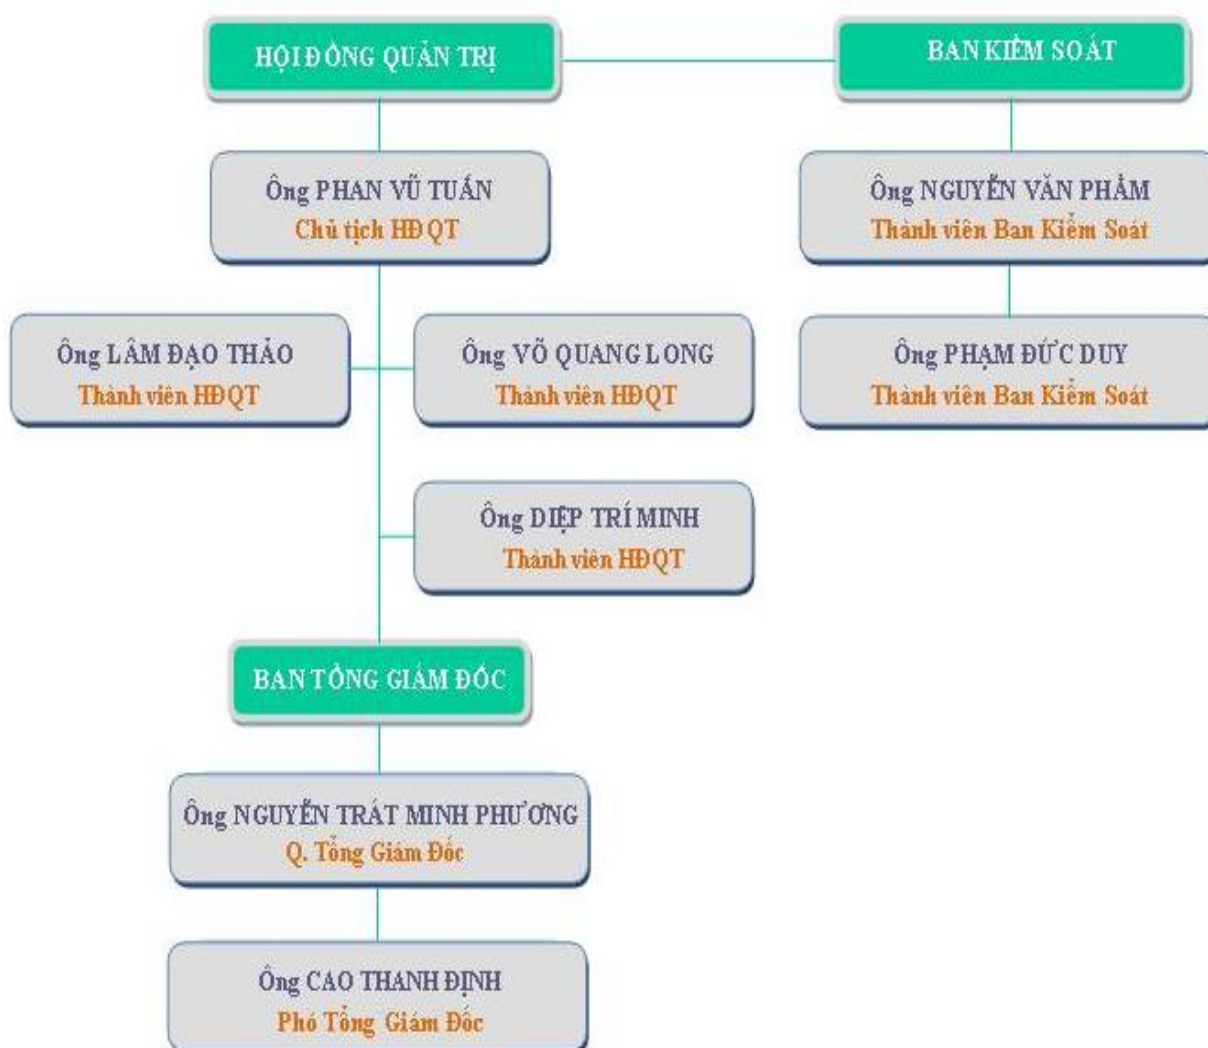 HỘI ĐỒNG QUẢN TRỊ
BAN KIỂM SOÁT
Ông PHAN VŨ TUẤN
Chủ tịch HĐQT
Ông NGUYỄN VĂN PHẨM
Thành viên Ban Kiểm Soát
Ông LÂM ĐẠO THẢO
Thành viên HĐQT
Ông VÕ QUANG LONG
Thành viên HĐQT
Ông PHẠM ĐỨC DUY
Thành viên Ban Kiểm Soát
Ông DIỆP TRÍ MINH
Thành viên HĐQT
BAN TỔNG GIÁM ĐỐC
Ông NGUYỄN TRÁT MINH PHƯƠNG
Q. Tổng Giám Đốc
Ông CAO THANH ĐỊNH
Phó Tổng Giám Đốc